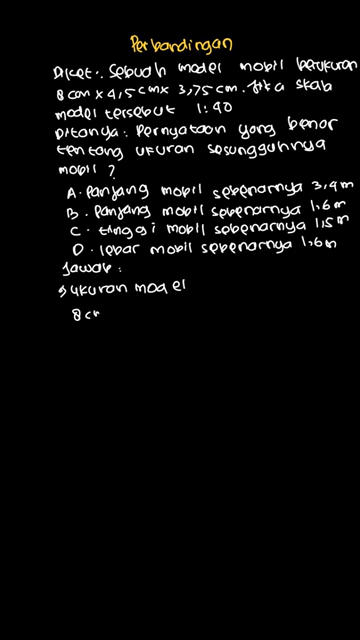 Perbandingan
Diket : Sebuah model mobil berukuran
8 cm x 4,5 cm x 3,75 cm. Jika skala
model tersebut 1:40
Ditanya : Pernyataan yang benar
tentang ukuran sesungguhnya
mobil ?
A. Panjang mobil sebenarnya 3,4 m
B. Panjang mobil sebenarnya 1,6 m
C. tinggi mobil sebenarnya 1,5 m
D. lebar mobil sebenarnya 1,6 m
Jawab :
ukuran model
8 c